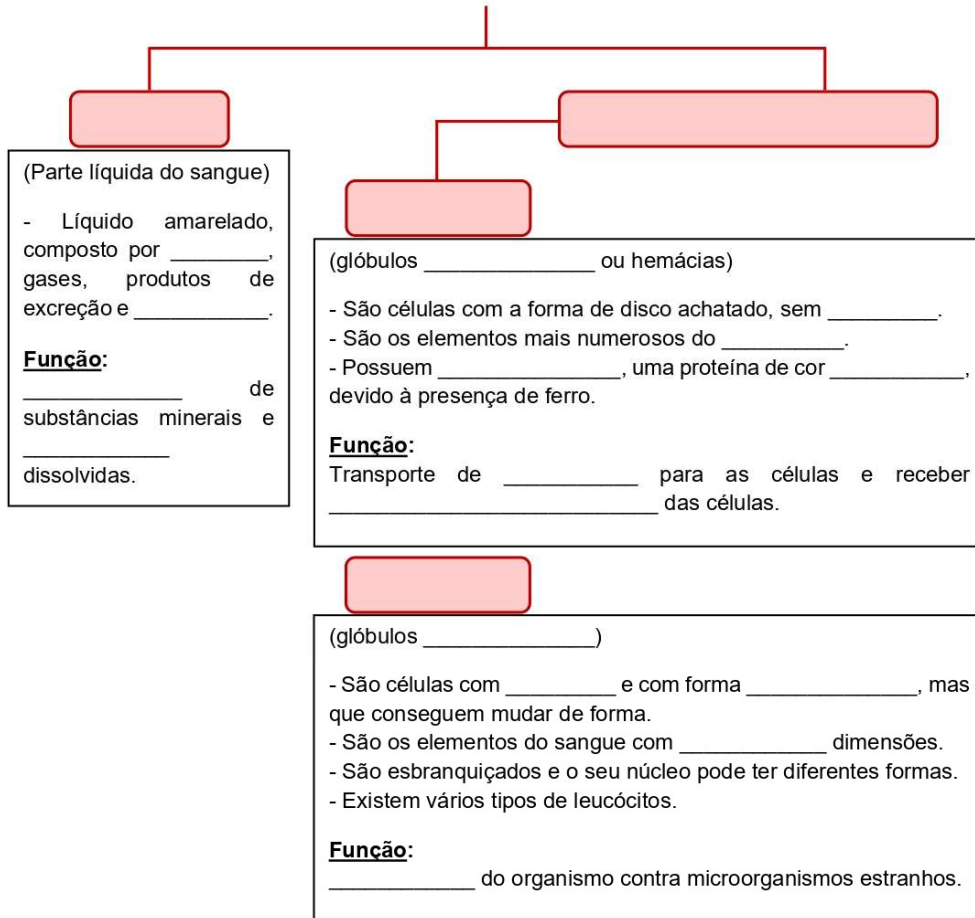 (Parte líquida do sangue)
- Líquido amarelado,
composto por ________,
gases, produtos de
excreção e ___________.
Função:
_____________ de
substâncias minerais e
____________
dissolvidas.
(glóbulos ______________ ou hemácias)
- São células com a forma de disco achatado, sem _________.
- São os elementos mais numerosos do __________.
- Possuem _______________, uma proteína de cor ___________,
devido à presença de ferro.
Função:
Transporte de ___________ para as células e receber
___________________________ das células.
(glóbulos ______________)
- São células com _________ e com forma ______________, mas
que conseguem mudar de forma.
- São os elementos do sangue com ____________ dimensões.
- São esbranquiçados e o seu núcleo pode ter diferentes formas.
- Existem vários tipos de leucócitos.
Função:
____________ do organismo contra microorganismos estranhos.